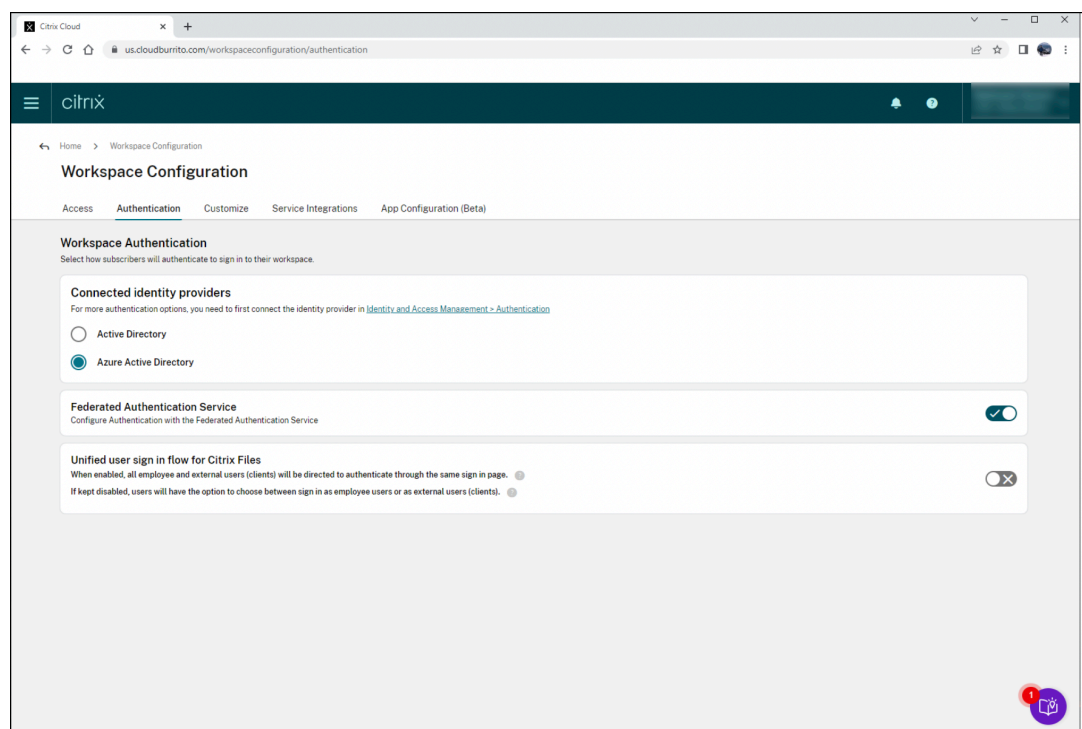 Citrix Cloud
us.cloudburrito.com/workspaceconfiguration/authentication
citrix
Home > Workspace Configuration
Workspace Configuration
Access Authentication Customize Service Integrations App Configuration (Beta)
Workspace Authentication
Select how subscribers will authenticate to sign in to their workspace.
Connected identity providers
For more authentication options, you need to first connect the identity provider in Identity and Access Management > Authentication
Active Directory
Azure Active Directory
Federated Authentication Service
Configure Authentication with the Federated Authentication Service
Unified user sign in flow for Citrix Files
When enabled, all employee and external users (clients) will be directed to authenticate through the same sign in page. ?
If kept disabled, users will have the option to choose between sign in as employee users or as external users (clients). ?
1